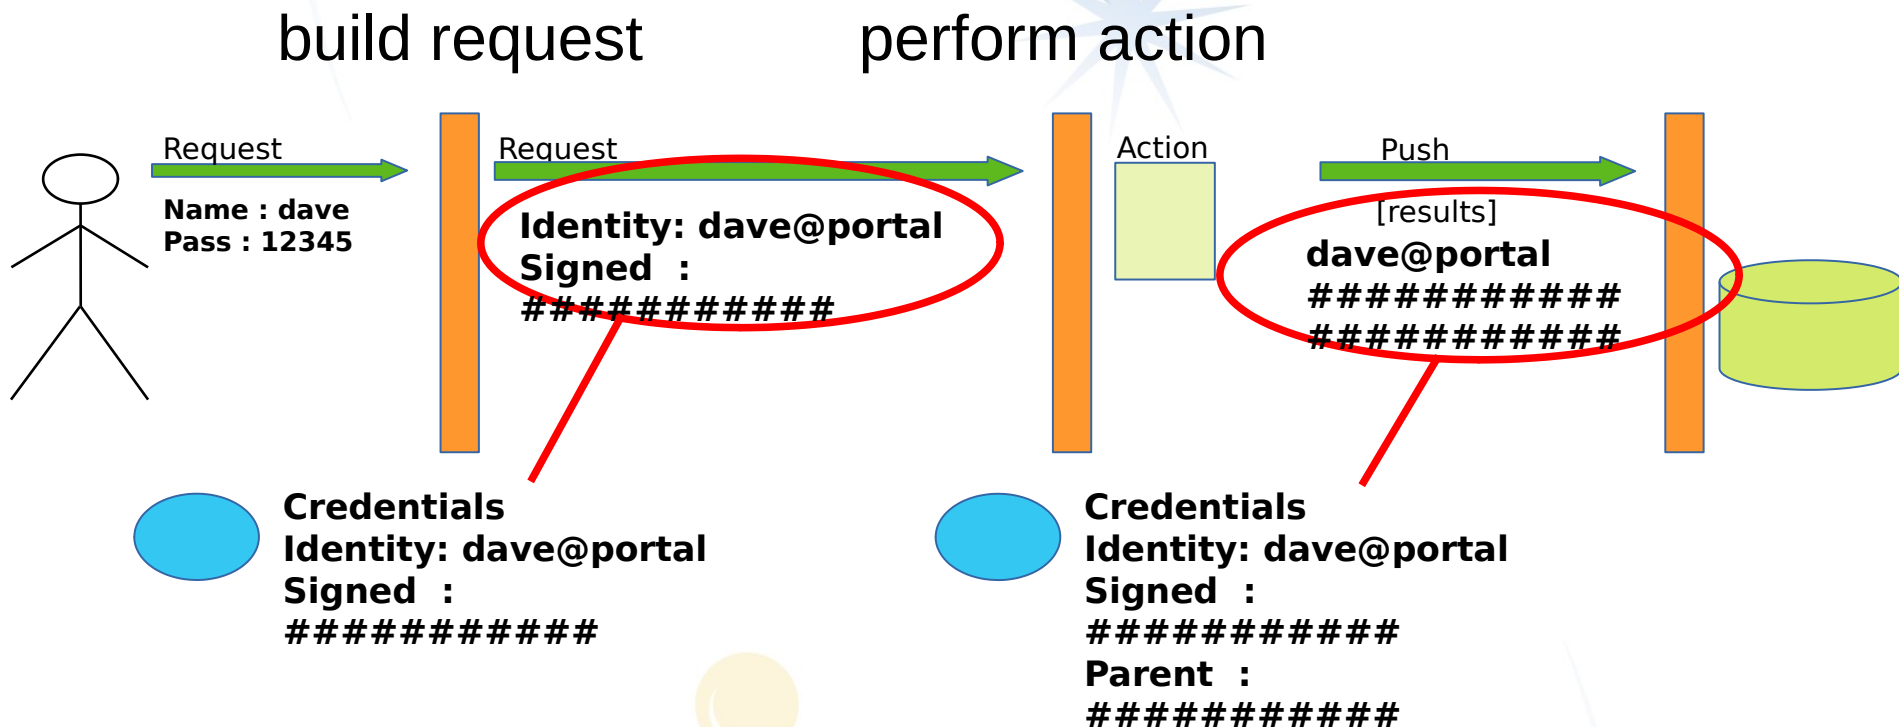 build request
perform action
Request
Name : dave
Pass : 12345
Request
Identity: dave@portal
Signed  :
###########
Action
Push
[results]
dave@portal
###########
###########
Credentials
Identity: dave@portal
Signed  :
###########
Credentials
Identity: dave@portal
Signed  :
###########
Parent  :
###########